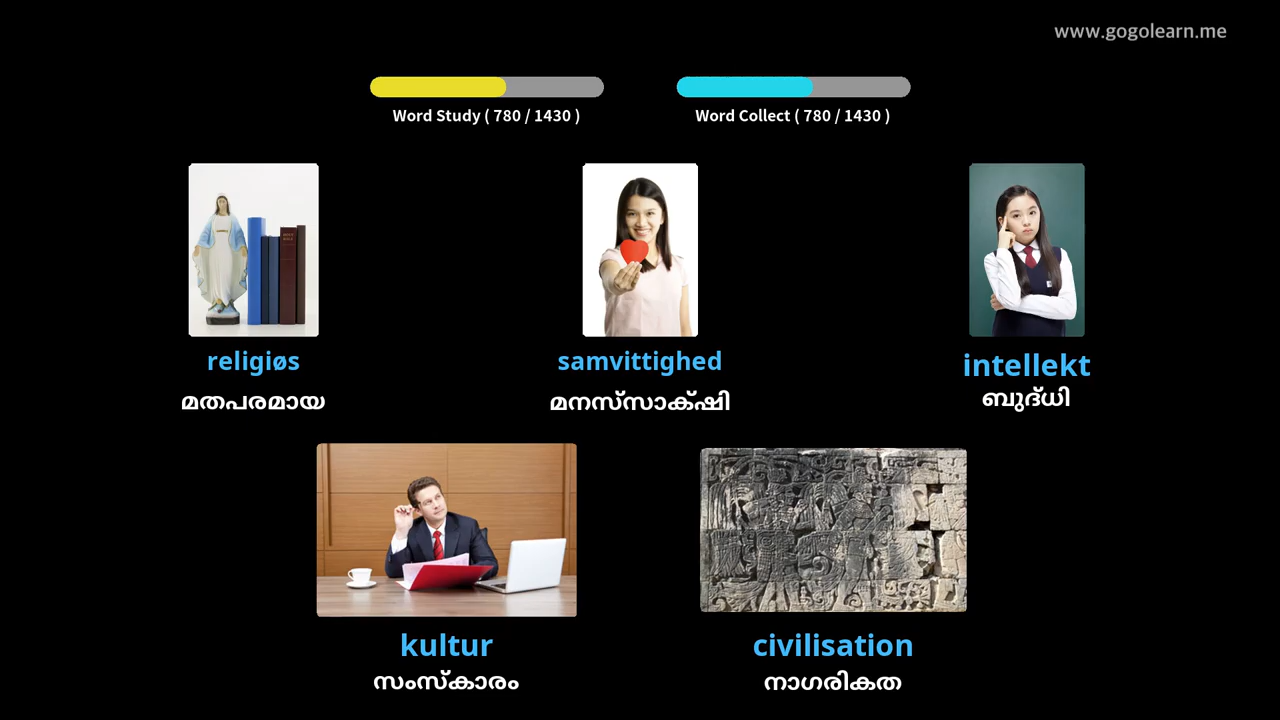 www.gogolearn.me
Word Study ( 780 / 1430 )
Word Collect ( 780 / 1430 )
religiøs
samvittighed
intellekt
മതപരമായ
മനസ്സാക്ഷി
ബുദ്ധി
kultur
civilisation
സംസ്കാരം
നാഗരികത